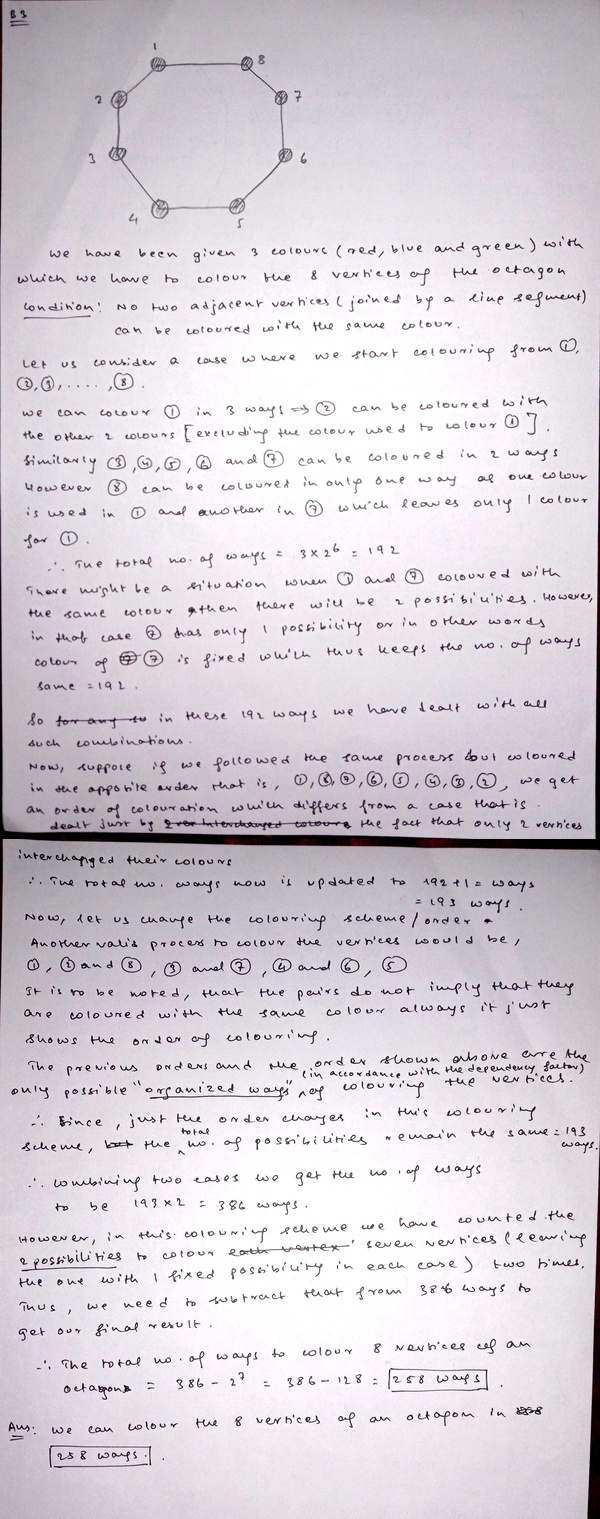 B3
1
8
2
7
3
6
4
5
We have been given 3 colours (red, blue and green) with
which we have to colour the 8 vertices of the octagon
Condition: No two adjacent vertices (joined by a line segment)
can be coloured with the same colour.
Let us consider a case where we start colouring from ①,
②,③,....,⑧.
We can colour ① in 3 ways ⇒ ② can be coloured with
the other 2 colours [excluding the colour used to colour ①].
Similarly ③,④,⑤,⑥ and ⑦ can be coloured in 2 ways
However ⑧ can be coloured in only one way as one colour
is used in ① and another in ⑦ which leaves only 1 colour
for ①.
∴ The total no. of ways = 3×2⁶ = 192
There might be a situation when ① and ⑦ coloured with
the same colour then there will be 2 possibilities. However,
in that case ⑦ has only 1 possibility or in other words
colour of ⑦ is fixed which thus keeps the no. of ways
same = 192.
So for any in these 192 ways we have dealt with all
such combinations.
Now, suppose if we followed the same process but coloured
in the opposite order that is, ①,⑧,⑦,⑥,⑤,④,③,②, we get
an order of colouration which differs from a case that is
dealt just by the fact that only 2 vertices
interchanged their colours
∴ The total no. ways now is updated to 192+1 = ways
= 193 ways.
Now, let us change the colouring scheme/order
Another valid process to colour the vertices would be,
①, ② and ⑧, ③ and ⑦, ④ and ⑥, ⑤
It is to be noted, that the pairs do not imply that they
are coloured with the same colour always it just
shows the order of colouring.
The previous orders and the order shown above are the
(in accordance with the dependency factor)
only possible "organized ways" of colouring the vertices.
∴ Since, just the order changes in this colouring
scheme, but the total no. of possibilities remain the same = 193
ways.
∴ Combining two cases we get the no. of ways
to be 193×2 = 386 ways.
However, in this colouring scheme we have counted the
2 possibilities to colour each vertex seven vertices (leaving
the one with 1 fixed possibility in each case) two times.
Thus, we need to subtract that from 386 ways to
get our final result.
∴ The total no. of ways to colour 8 vertices of an
octagon = 386 - 2⁷ = 386 - 128 = 258 ways.
Ans: We can colour the 8 vertices of an octagon in
258 ways.